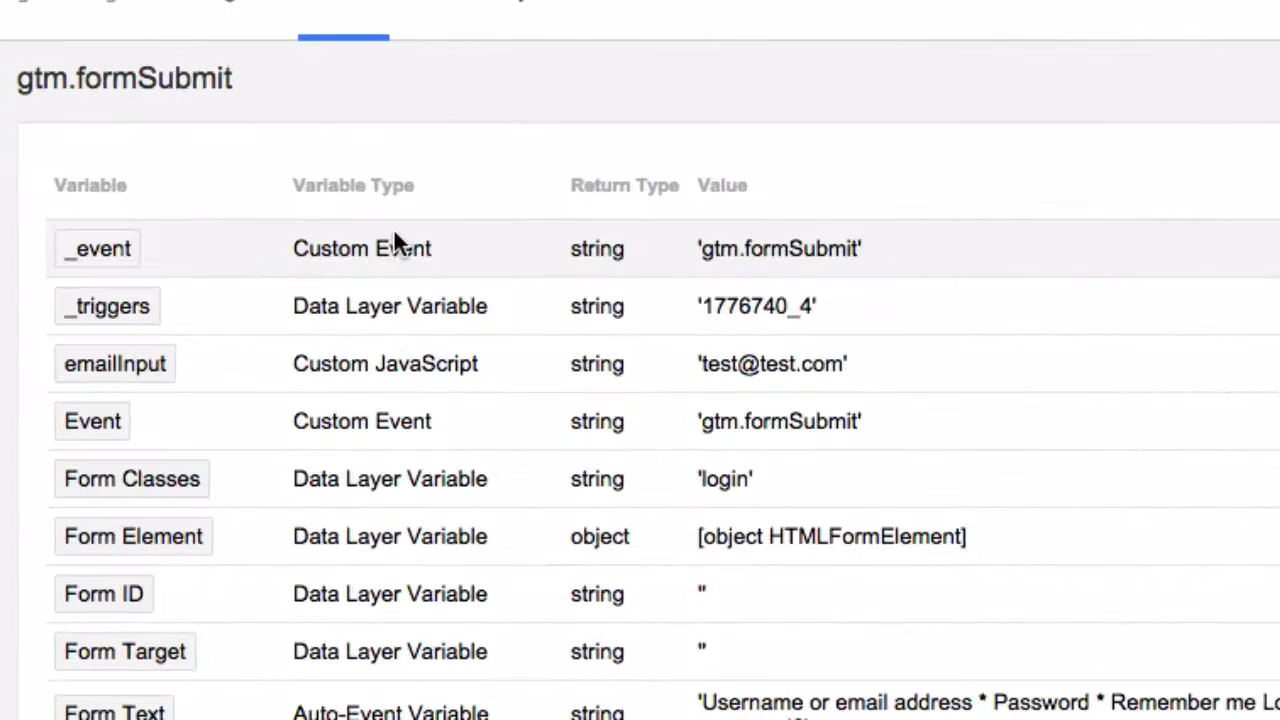 gtm.formSubmit
Variable Variable Type Return Type Value
_event Custom Event string 'gtm.formSubmit'
_triggers Data Layer Variable string '1776740_4'
emailInput Custom JavaScript string 'test@test.com'
Event Custom Event string 'gtm.formSubmit'
Form Classes Data Layer Variable string 'login'
Form Element Data Layer Variable object [object HTMLFormElement]
Form ID Data Layer Variable string ''
Form Target Data Layer Variable string ''
Form Text Auto-Event Variable string 'Username or email address * Password * Remember me Lo